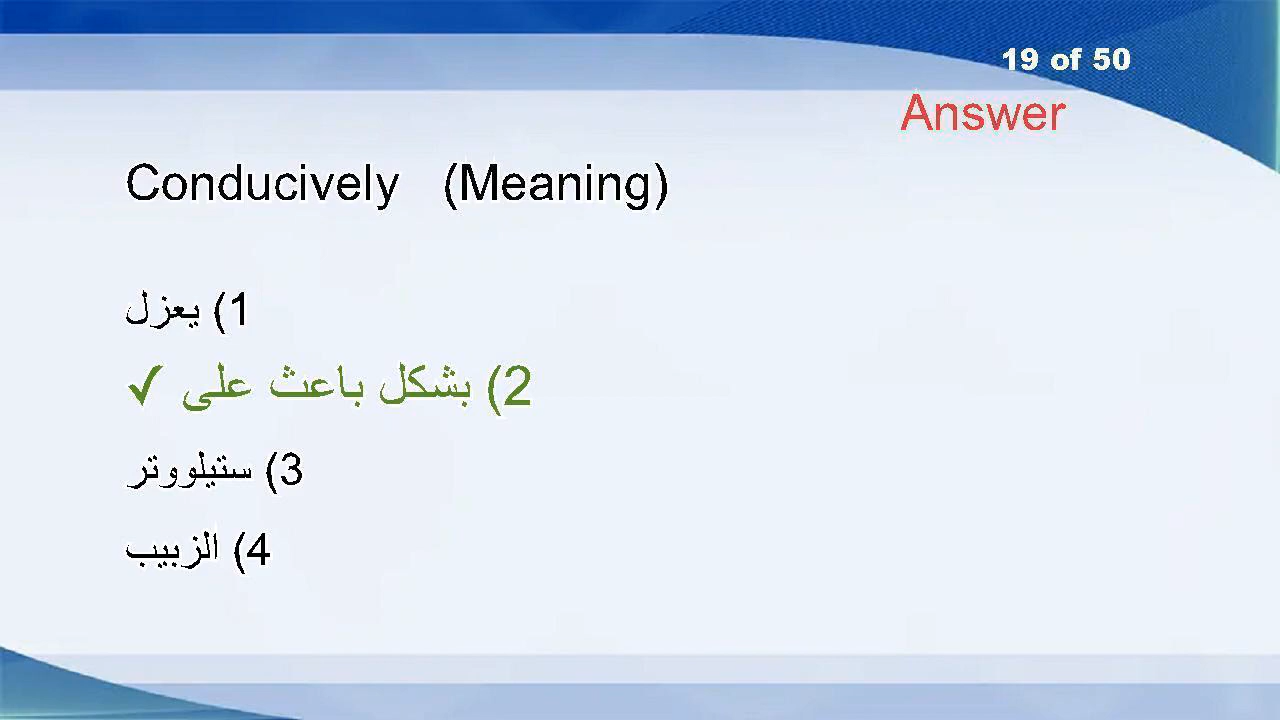 19 of 50
Answer
Conducively (Meaning)
1) يعزل
2) بشكل باعث على ✓
3) ستيلووتر
4) الزبيب